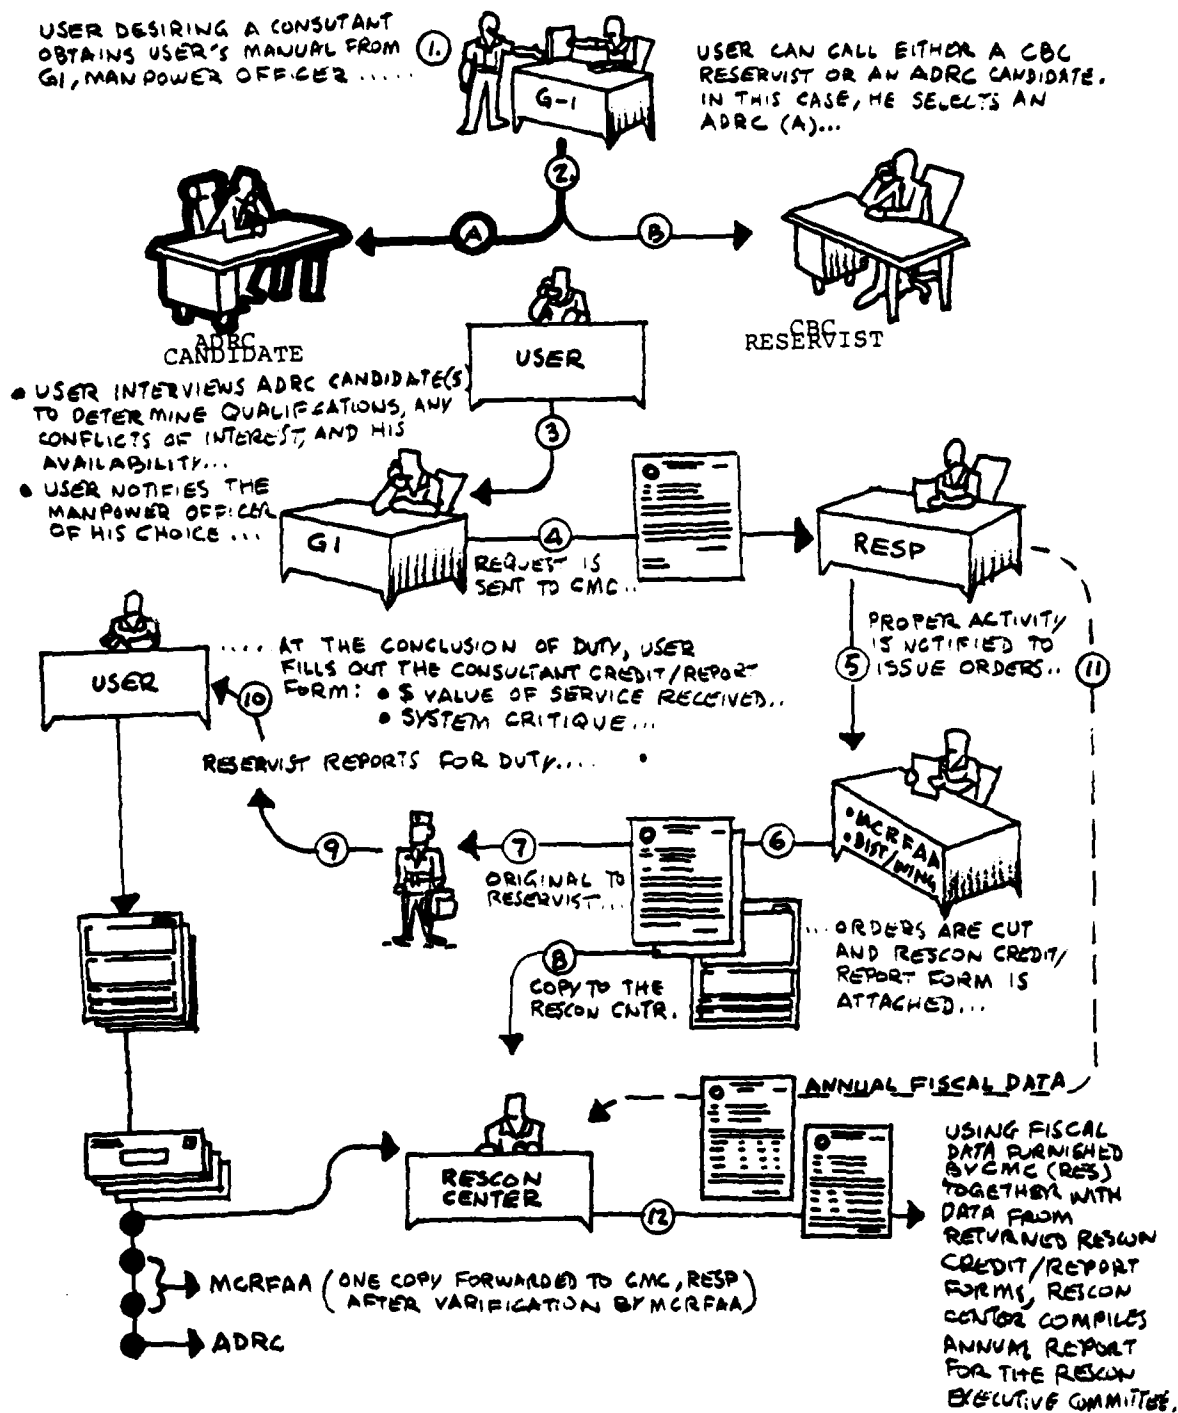 USER DESIRING A CONSUTANT
OBTAINS USER'S MANUAL FROM
G1, MANPOWER OFFICER .....
1.
G-1
USER CAN CALL EITHER A CBC
RESERVIST OR AN ADRC CANDIDATE.
IN THIS CASE, HE SELECTS AN
ADRC (A)...
2.
A
B
ADRC
CANDIDATE
CBC
RESERVIST
USER
• USER INTERVIEWS ADRC CANDIDATE(S)
TO DETERMINE QUALIFICATIONS, ANY
CONFLICTS OF INTEREST, AND HIS
AVAILABILITY...
• USER NOTIFIES THE
MANPOWER OFFICER
OF HIS CHOICE ...
3
G1
4
REQUEST IS
SENT TO CMC..
RESP
PROPER ACTIVITY
IS NOTIFIED TO
ISSUE ORDERS..
5
11
USER
..... AT THE CONCLUSION OF DUTY, USER
FILLS OUT THE CONSULTANT CREDIT/REPORT
FORM: • $ VALUE OF SERVICE RECEIVED..
• SYSTEM CRITIQUE...
10
RESERVIST REPORTS FOR DUTY....
• MCRFAA
• DIST/WING
9
7
6
ORIGINAL TO
RESERVIST...
... ORDERS ARE CUT
AND RESCON CREDIT/
REPORT FORM IS
ATTACHED...
8
COPY TO THE
RESCON CNTR.
ANNUAL FISCAL DATA
RESCON
CENTER
12
USING FISCAL
DATA FURNISHED
BY CMC (RES)
TOGETHER WITH
DATA FROM
RETURNED RESCON
CREDIT/REPORT
FORMS, RESCON
CENTER COMPILES
ANNUAL REPORT
FOR THE RESCON
EXECUTIVE COMMITTEE.
MCRFAA (ONE COPY FORWARDED TO CMC, RESP
AFTER VARIFICATION BY MCRFAA)
ADRC